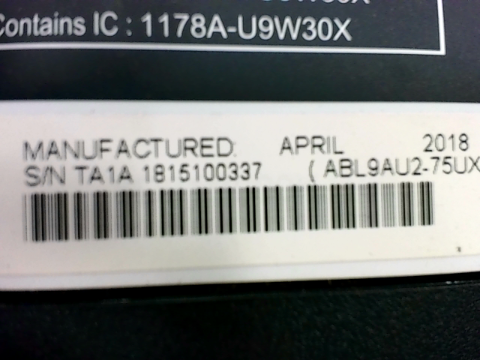 Contains IC : 1178A-U9W30X
MANUFACTURED: APRIL 2018
S/N TA1A 1815100337 ( ABL9AU2-75UX